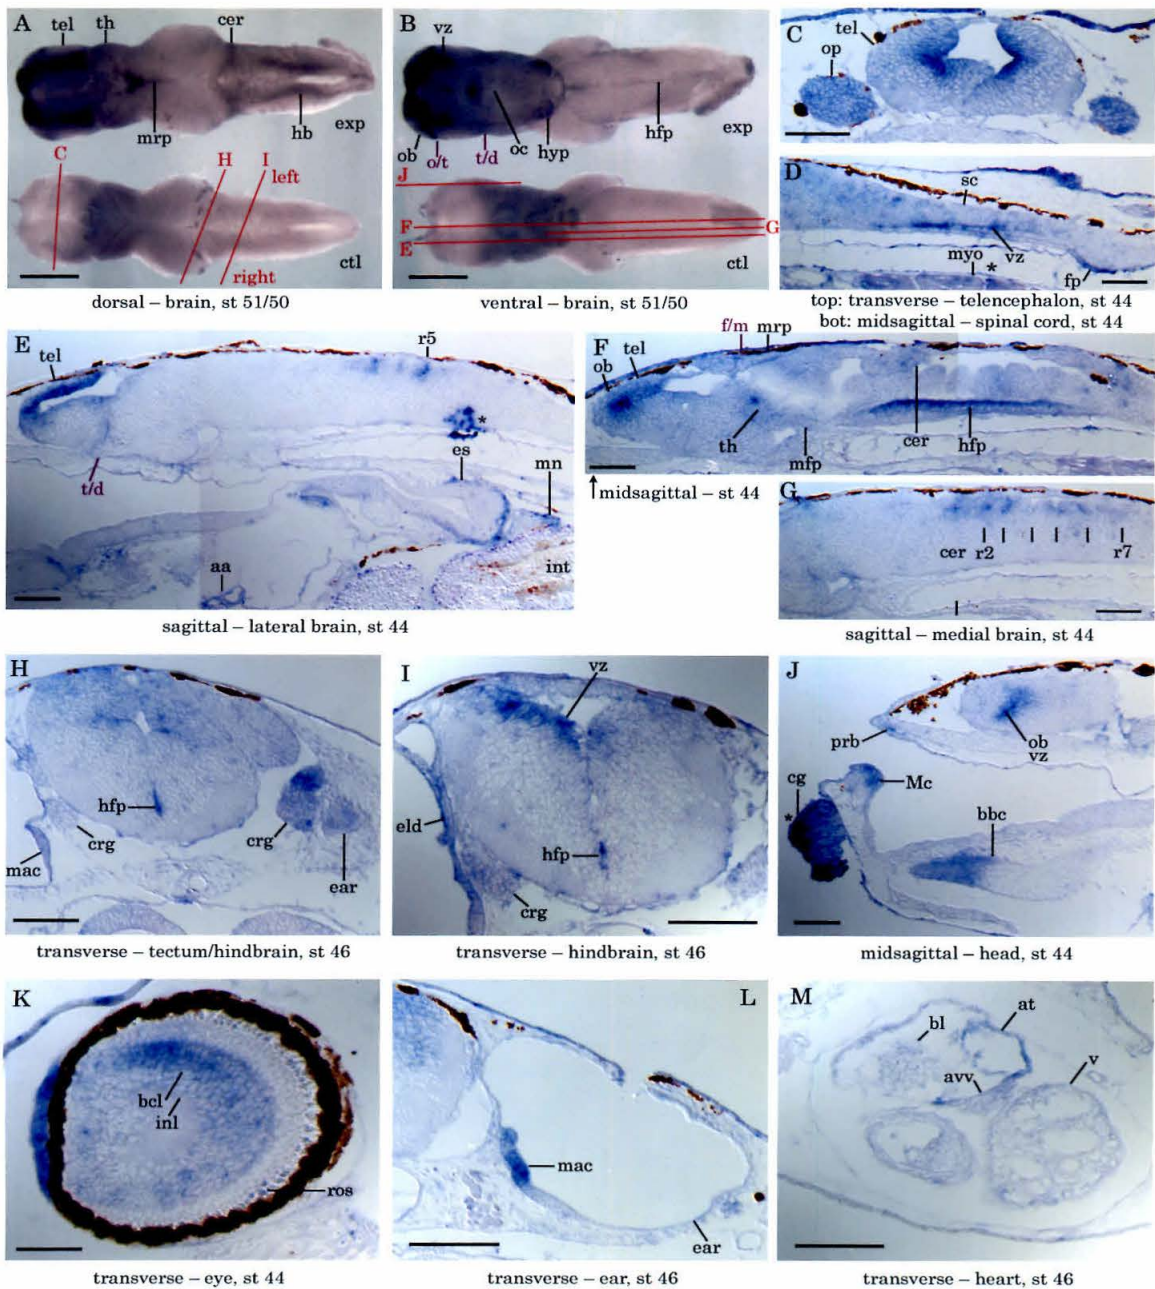 A
tel
th
cer
mrp
hb
exp
C
H
I
left
right
ctl
dorsal – brain, st 51/50
B
vz
ob
o/t
t/d
oc
hyp
hfp
exp
J
F
E
G
ctl
ventral – brain, st 51/50
C
tel
op
D
sc
myo
*
vz
fp
top: transverse – telencephalon, st 44
bot: midsagittal – spinal cord, st 44
E
tel
r5
*
t/d
es
mn
aa
int
sagittal – lateral brain, st 44
F
f/m
mrp
tel
ob
th
mfp
cer
hfp
midsagittal – st 44
G
cer
r2
r7
sagittal – medial brain, st 44
H
hfp
crg
crg
mac
ear
transverse – tectum/hindbrain, st 46
I
vz
eld
hfp
crg
transverse – hindbrain, st 46
J
prb
ob
vz
cg
*
Mc
bbc
midsagittal – head, st 44
K
bcl
inl
ros
transverse – eye, st 44
L
mac
ear
transverse – ear, st 46
M
bl
at
avv
v
transverse – heart, st 46